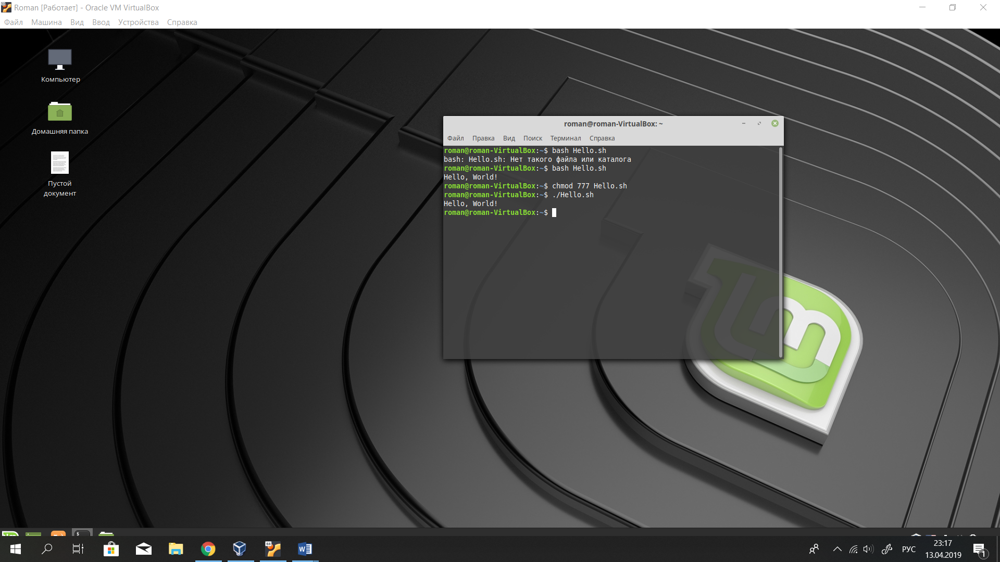 Roman [Работает] - Oracle VM VirtualBox
Файл Машина Вид Ввод Устройства Справка
Компьютер
Домашняя папка
Пустой
документ
roman@roman-VirtualBox: ~
Файл Правка Вид Поиск Терминал Справка
roman@roman-VirtualBox:~$ bash Hello.sh
bash: Hello.sh: Нет такого файла или каталога
roman@roman-VirtualBox:~$ bash Hello.sh
Hello, World!
roman@roman-VirtualBox:~$ chmod 777 Hello.sh
roman@roman-VirtualBox:~$ ./Hello.sh
Hello, World!
roman@roman-VirtualBox:~$
64
РУС
23:17
13.04.2019
1